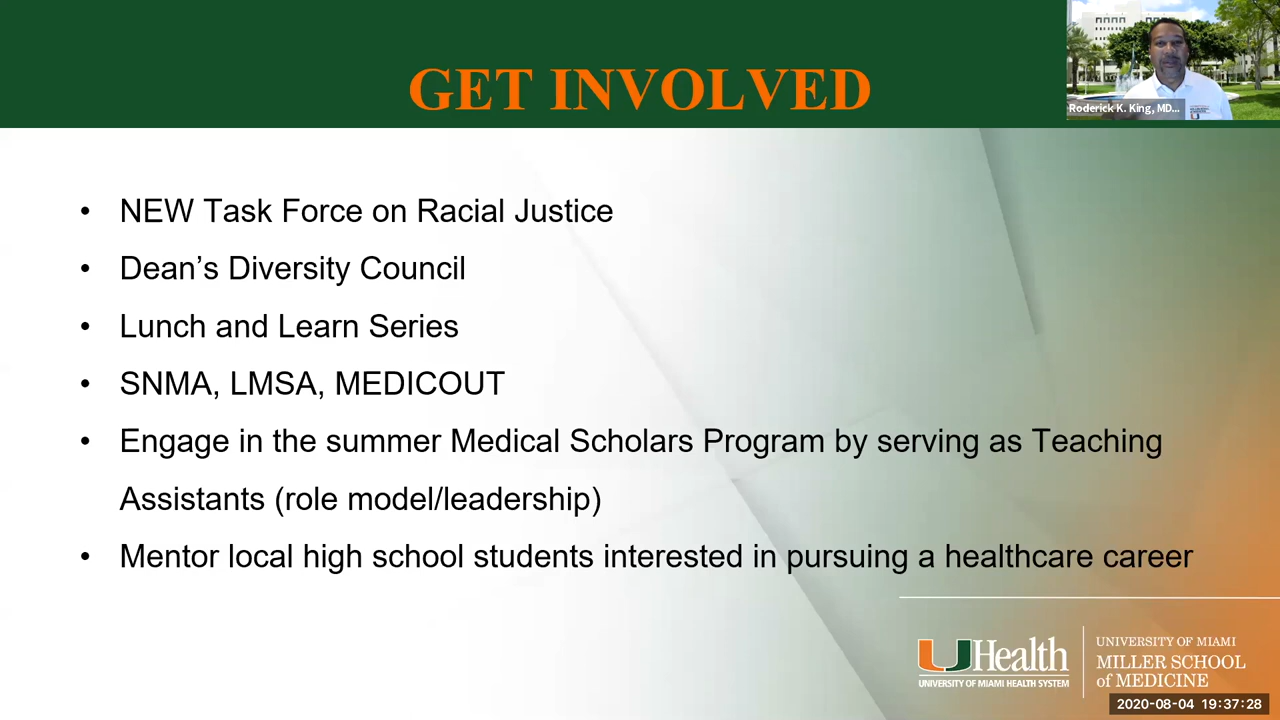 GET INVOLVED
Roderick K. King, MD...
• NEW Task Force on Racial Justice
• Dean’s Diversity Council
• Lunch and Learn Series
• SNMA, LMSA, MEDICOUT
• Engage in the summer Medical Scholars Program by serving as Teaching
Assistants (role model/leadership)
• Mentor local high school students interested in pursuing a healthcare career
UHealth
UNIVERSITY OF MIAMI HEALTH SYSTEM
UNIVERSITY OF MIAMI
MILLER SCHOOL
of MEDICINE
2020-08-04 19:37:28